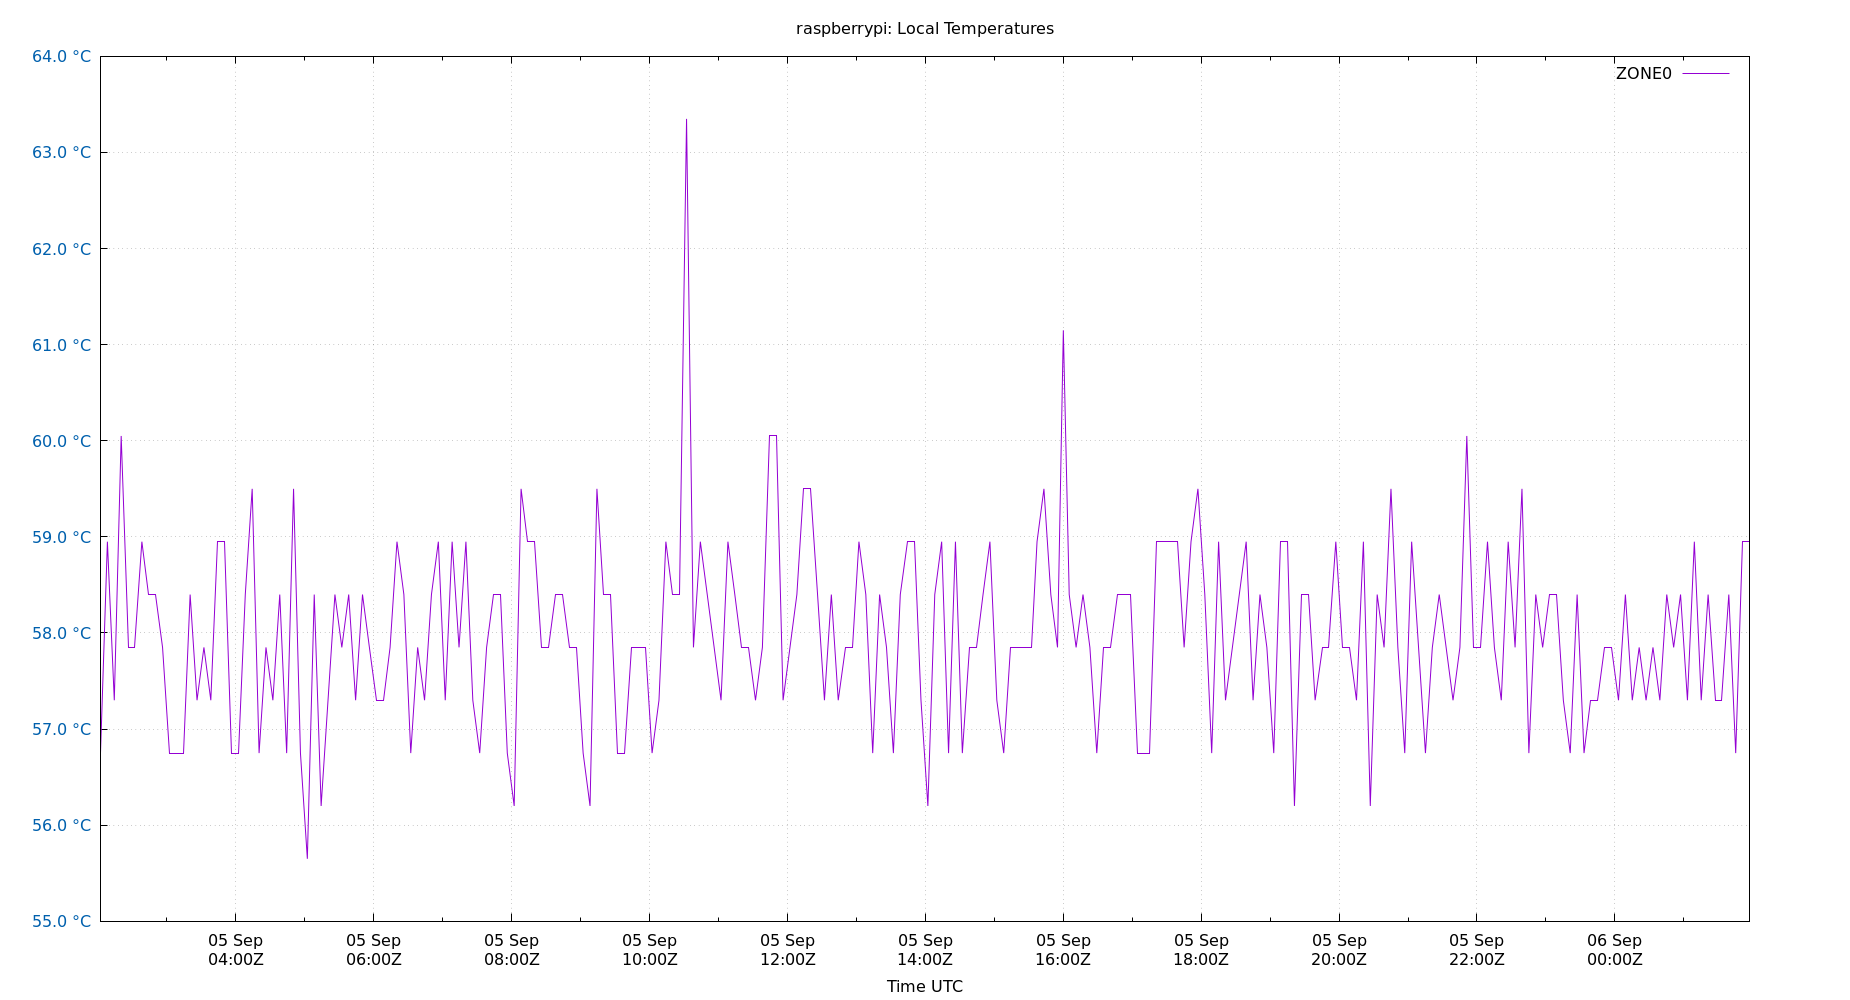 raspberrypi: Local Temperatures
64.0 °C
ZONE0
63.0 °C
62.0 °C
61.0 °C
60.0 °C
59.0 °C
58.0 °C
57.0 °C
56.0 °C
55.0 °C
05 Sep 05 Sep 05 Sep 05 Sep 05 Sep 05 Sep 05 Sep 05 Sep 05 Sep 05 Sep 06 Sep
04:00Z 06:00Z 08:00Z 10:00Z 12:00Z 14:00Z 16:00Z 18:00Z 20:00Z 22:00Z 00:00Z
Time UTC